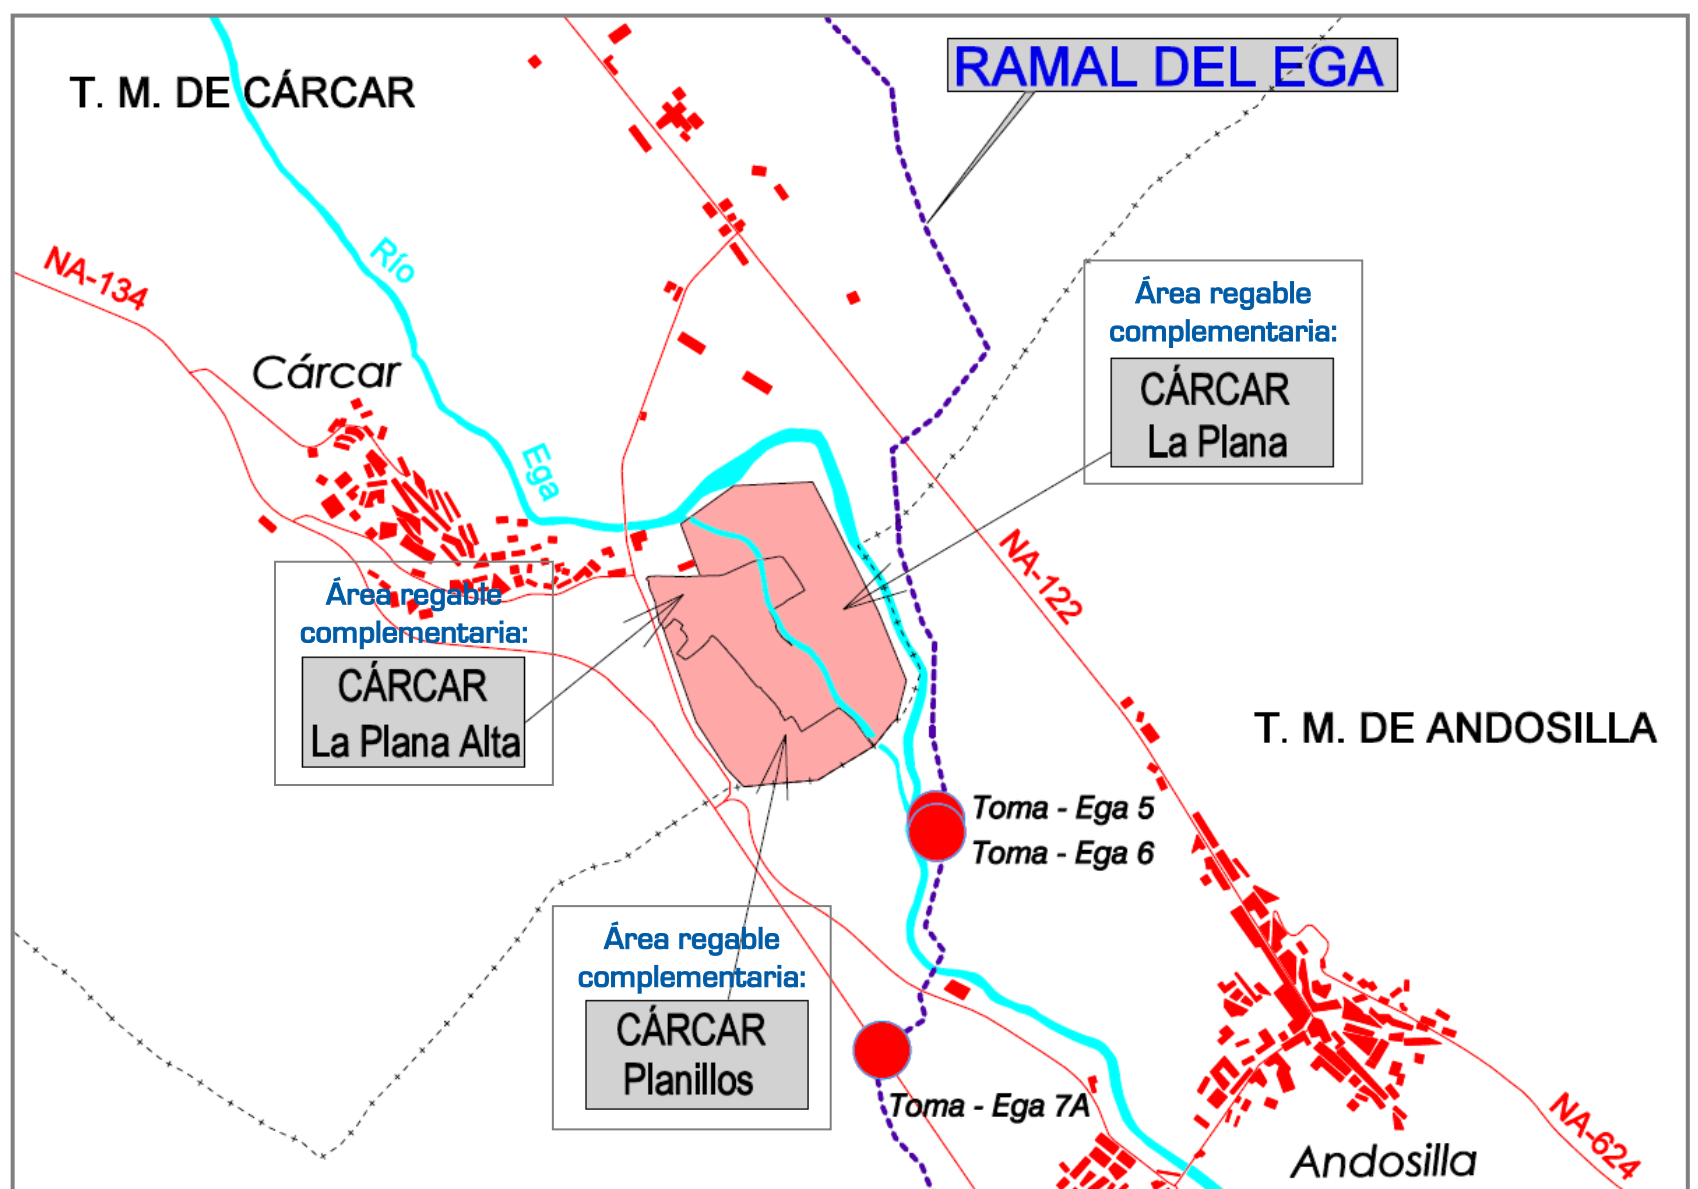 RAMAL DEL EGA
T. M. DE CÁRCAR
Río
NA-134
Área regable
complementaria:
CÁRCAR
La Plana
Cárcar
Ega
NA-122
Área regable
complementaria:
CÁRCAR
La Plana Alta
T. M. DE ANDOSILLA
Toma - Ega 5
Toma - Ega 6
Área regable
complementaria:
CÁRCAR
Planillos
Toma - Ega 7A
NA-624
Andosilla